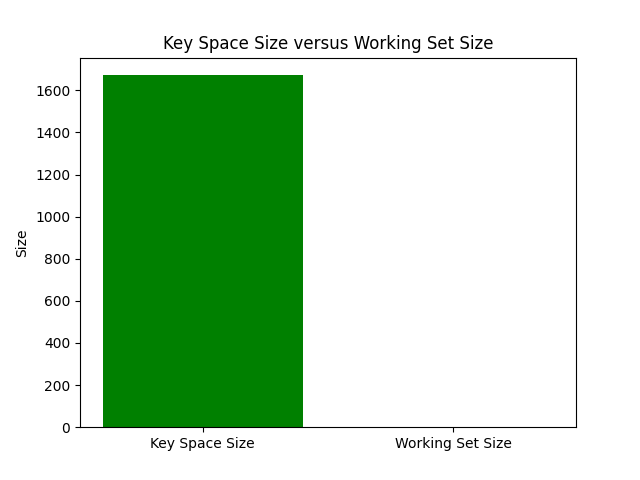 Key Space Size versus Working Set Size
1600
1400
1200
1000
800
600
400
200
0
Size
Key Space Size
Working Set Size